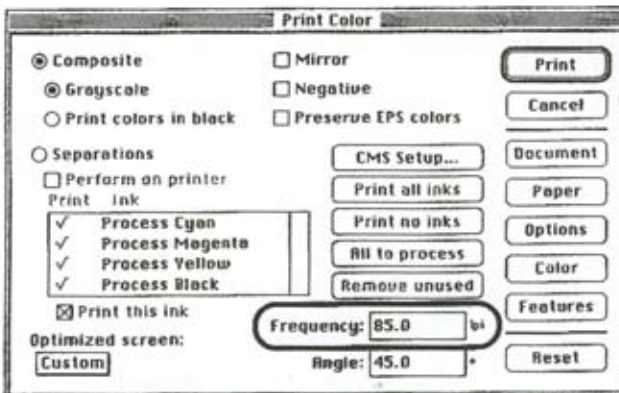 Print Color
Composite
Grayscale
Print colors in black
Mirror
Negative
Preserve EPS colors
Separations
Perform on printer
Print Ink
✓ Process Cyan
✓ Process Magenta
✓ Process Yellow
✓ Process Black
Print this ink
Optimized screen:
Custom
CMS Setup...
Print all inks
Print no inks
All to process
Remove unused
Frequency: 85.0 lpi
Angle: 45.0 °
Print
Cancel
Document
Paper
Options
Color
Features
Reset